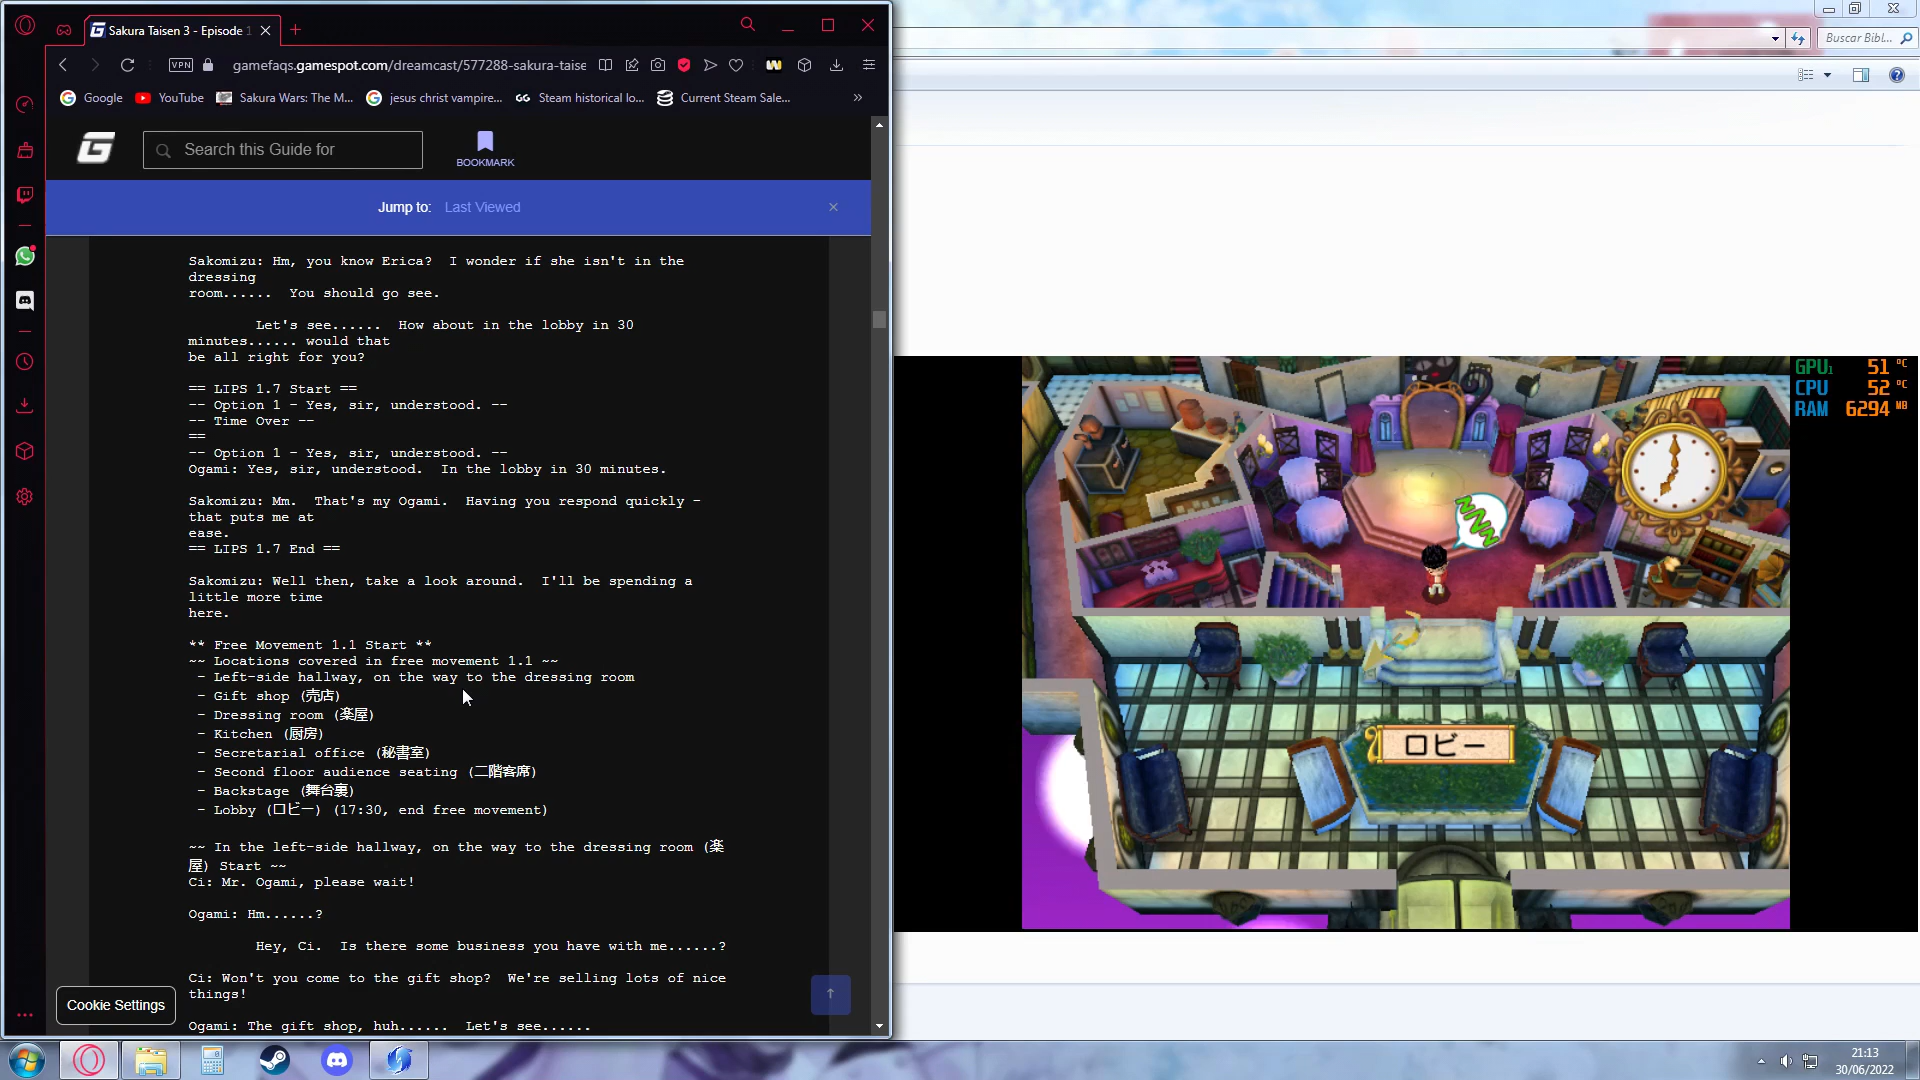 Sakura Taisen 3 - Episode 1
VPN
gamefaqs.gamespot.com/dreamcast/577288-sakura-taise
Buscar Bibl...
Google
YouTube
Sakura Wars: The M...
jesus christ vampire...
GG
Steam historical lo...
Current Steam Sale...
»
Search this Guide for
BOOKMARK
Jump to: Last Viewed
Sakomizu: Hm, you know Erica?  I wonder if she isn't in the
dressing
room......  You should go see.
Let's see......  How about in the lobby in 30
minutes...... would that
be all right for you?
== LIPS 1.7 Start ==
-- Option 1 - Yes, sir, understood. --
-- Time Over --
==
-- Option 1 - Yes, sir, understood. --
Ogami: Yes, sir, understood.  In the lobby in 30 minutes.
Sakomizu: Mm.  That's my Ogami.  Having you respond quickly -
that puts me at
ease.
== LIPS 1.7 End ==
Sakomizu: Well then, take a look around.  I'll be spending a
little more time
here.
** Free Movement 1.1 Start **
~~ Locations covered in free movement 1.1 ~~
- Left-side hallway, on the way to the dressing room
- Gift shop (売店)
- Dressing room (楽屋)
- Kitchen (厨房)
- Secretarial office (秘書室)
- Second floor audience seating (二階客席)
- Backstage (舞台裏)
- Lobby (ロビー) (17:30, end free movement)
~~ In the left-side hallway, on the way to the dressing room (楽
屋) Start ~~
Ci: Mr. Ogami, please wait!
Ogami: Hm......?
Hey, Ci.  Is there some business you have with me......?
Ci: Won't you come to the gift shop?  We're selling lots of nice
things!
Ogami: The gift shop, huh......  Let's see......
Cookie Settings
GPU1 51 °C
CPU 52 °C
RAM 6294 MB
ロビー
21:13
30/06/2022